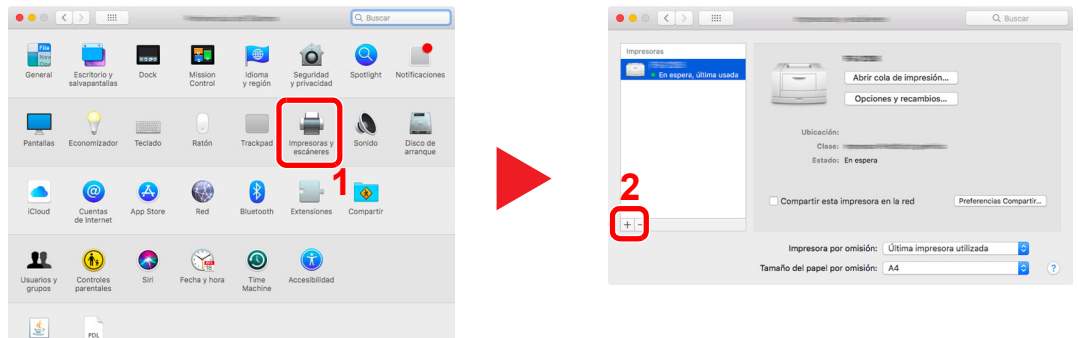 Buscar
General
Escritorio y
salvapantallas
Dock
Mission
Control
Idioma
y región
Seguridad
y privacidad
Spotlight
Notificaciones
Pantallas
Economizador
Teclado
Ratón
Trackpad
Impresoras y
escáneres
Sonido
Disco de
arranque
1
iCloud
Cuentas
de Internet
App Store
Red
Bluetooth
Extensiones
Compartir
Usuarios y
grupos
Controles
parentales
Siri
Fecha y hora
Time
Machine
Accesibilidad
PDL
Buscar
Impresoras
En espera, última usada
Abrir cola de impresión...
Opciones y recambios...
Ubicación:
Clase:
Estado: En espera
2
+ −
Compartir esta impresora en la red
Preferencias Compartir...
Impresora por omisión: Última impresora utilizada
Tamaño del papel por omisión: A4
?